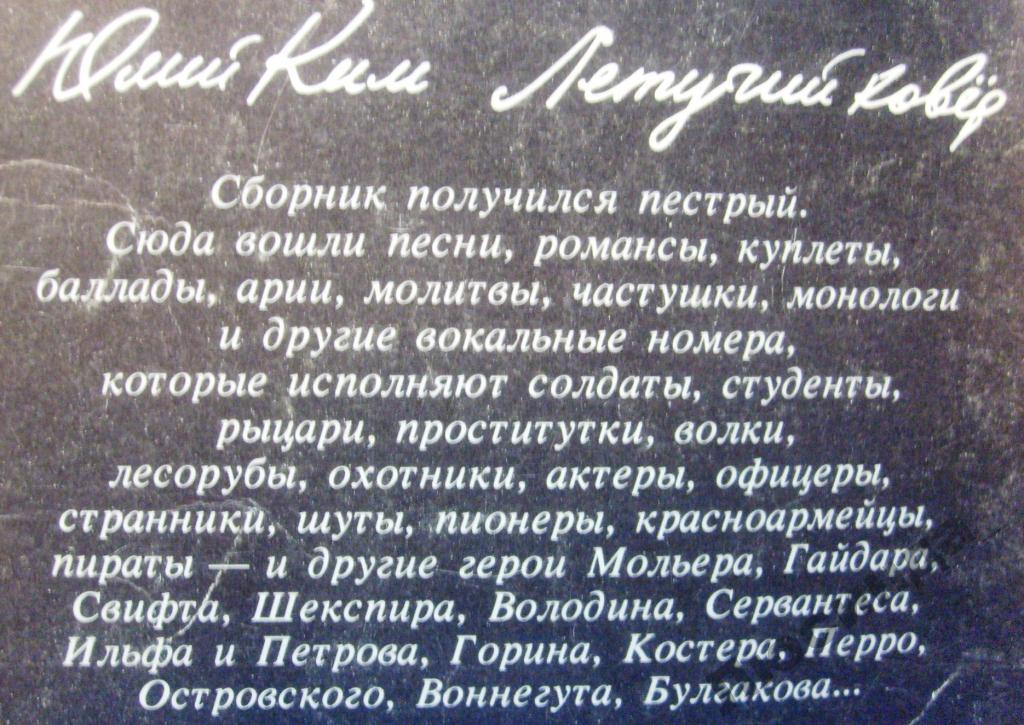 Юлий Ким Летучий ковёр
Сборник получился пестрый.
Сюда вошли песни, романсы, куплеты,
баллады, арии, молитвы, частушки, монологи
и другие вокальные номера,
которые исполняют солдаты, студенты,
рыцари, проститутки, волки,
лесорубы, охотники, актеры, офицеры,
странники, шуты, пионеры, красноармейцы,
пираты — и другие герои Мольера, Гайдара,
Свифта, Шекспира, Володина, Сервантеса,
Ильфа и Петрова, Горина, Костера, Перро,
Островского, Воннегута, Булгакова...